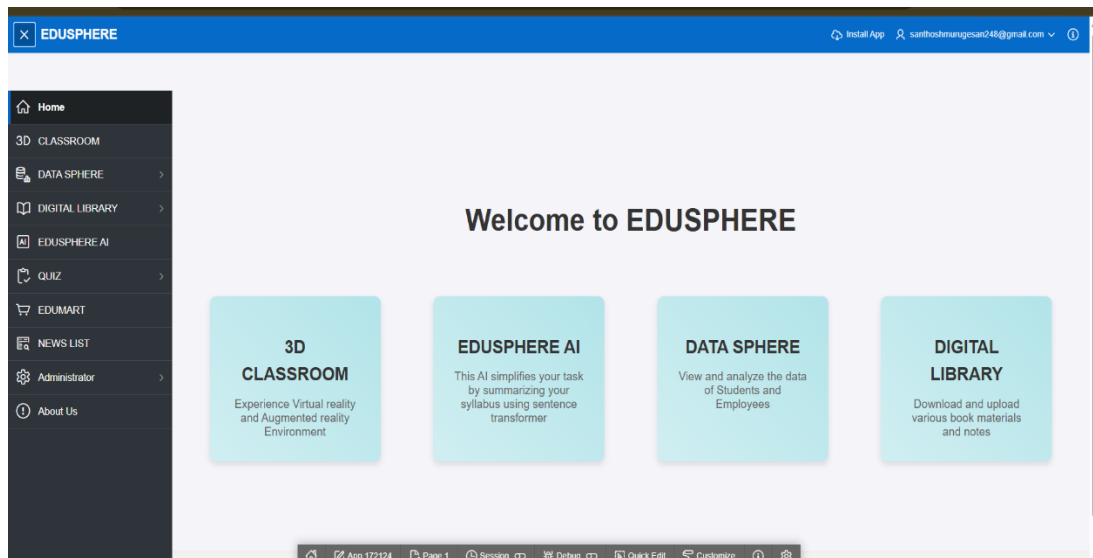 EDUSPHERE
Install App santhoshmurugesan248@gmail.com
Home
3D CLASSROOM
DATA SPHERE
DIGITAL LIBRARY
AI EDUSPHERE AI
QUIZ
EDUMART
NEWS LIST
Administrator
About Us
Welcome to EDUSPHERE
3D
CLASSROOM
Experience Virtual reality
and Augmented reality
Environment
EDUSPHERE AI
This AI simplifies your task
by summarizing your
syllabus using sentence
transformer
DATA SPHERE
View and analyze the data
of Students and
Employees
DIGITAL
LIBRARY
Download and upload
various book materials
and notes
App 172124 Page 1 Session Debug Quick Edit Customize